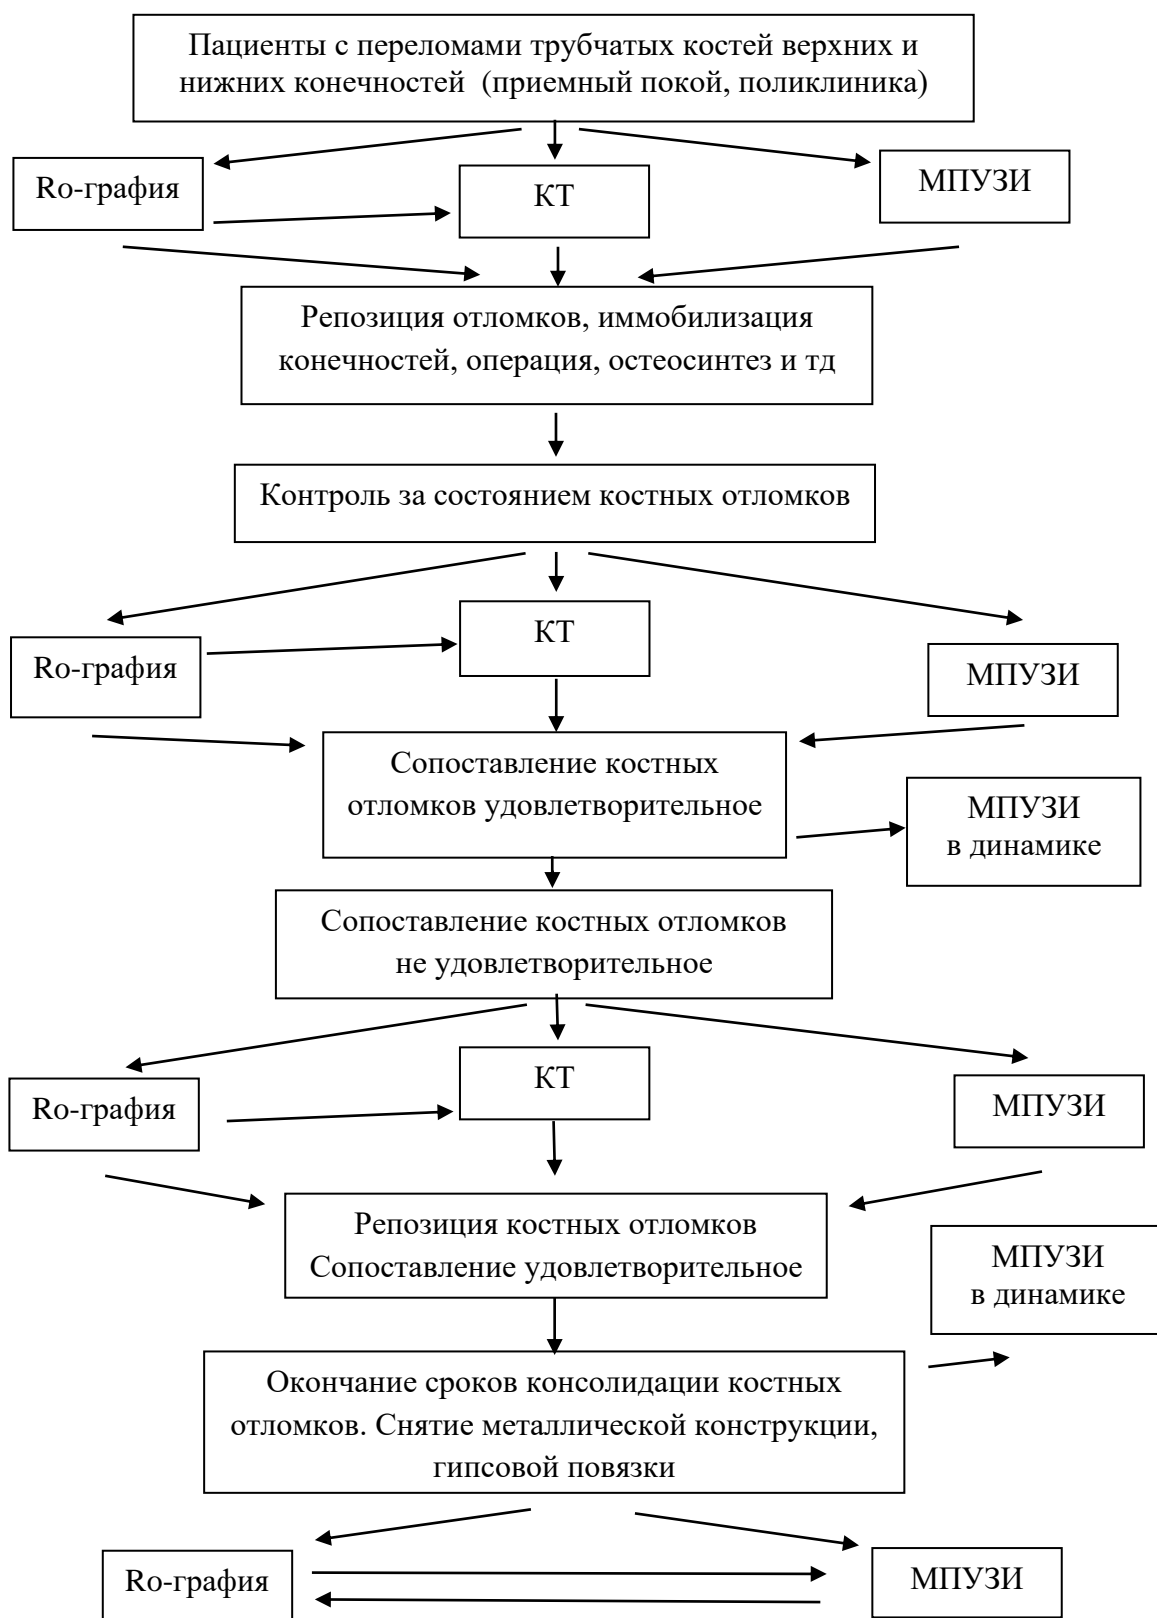 Пациенты с переломами трубчатых костей верхних и
нижних конечностей (приемный покой, поликлиника)
Ro-графия
КТ
МПУЗИ
Репозиция отломков, иммобилизация
конечностей, операция, остеосинтез и тд
Контроль за состоянием костных отломков
Ro-графия
КТ
МПУЗИ
Сопоставление костных
отломков удовлетворительное
МПУЗИ
в динамике
Сопоставление костных отломков
не удовлетворительное
Ro-графия
КТ
МПУЗИ
Репозиция костных отломков
Сопоставление удовлетворительное
МПУЗИ
в динамике
Окончание сроков консолидации костных
отломков. Снятие металлической конструкции,
гипсовой повязки
Ro-графия
МПУЗИ